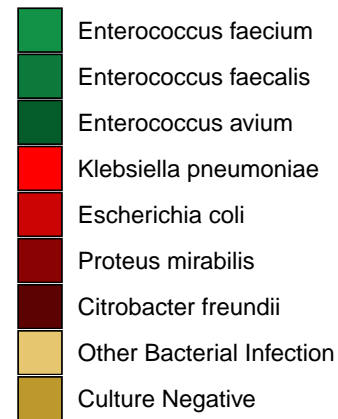 Enterococcus faecium
Enterococcus faecalis
Enterococcus avium
Klebsiella pneumoniae
Escherichia coli
Proteus mirabilis
Citrobacter freundii
Other Bacterial Infection
Culture Negative